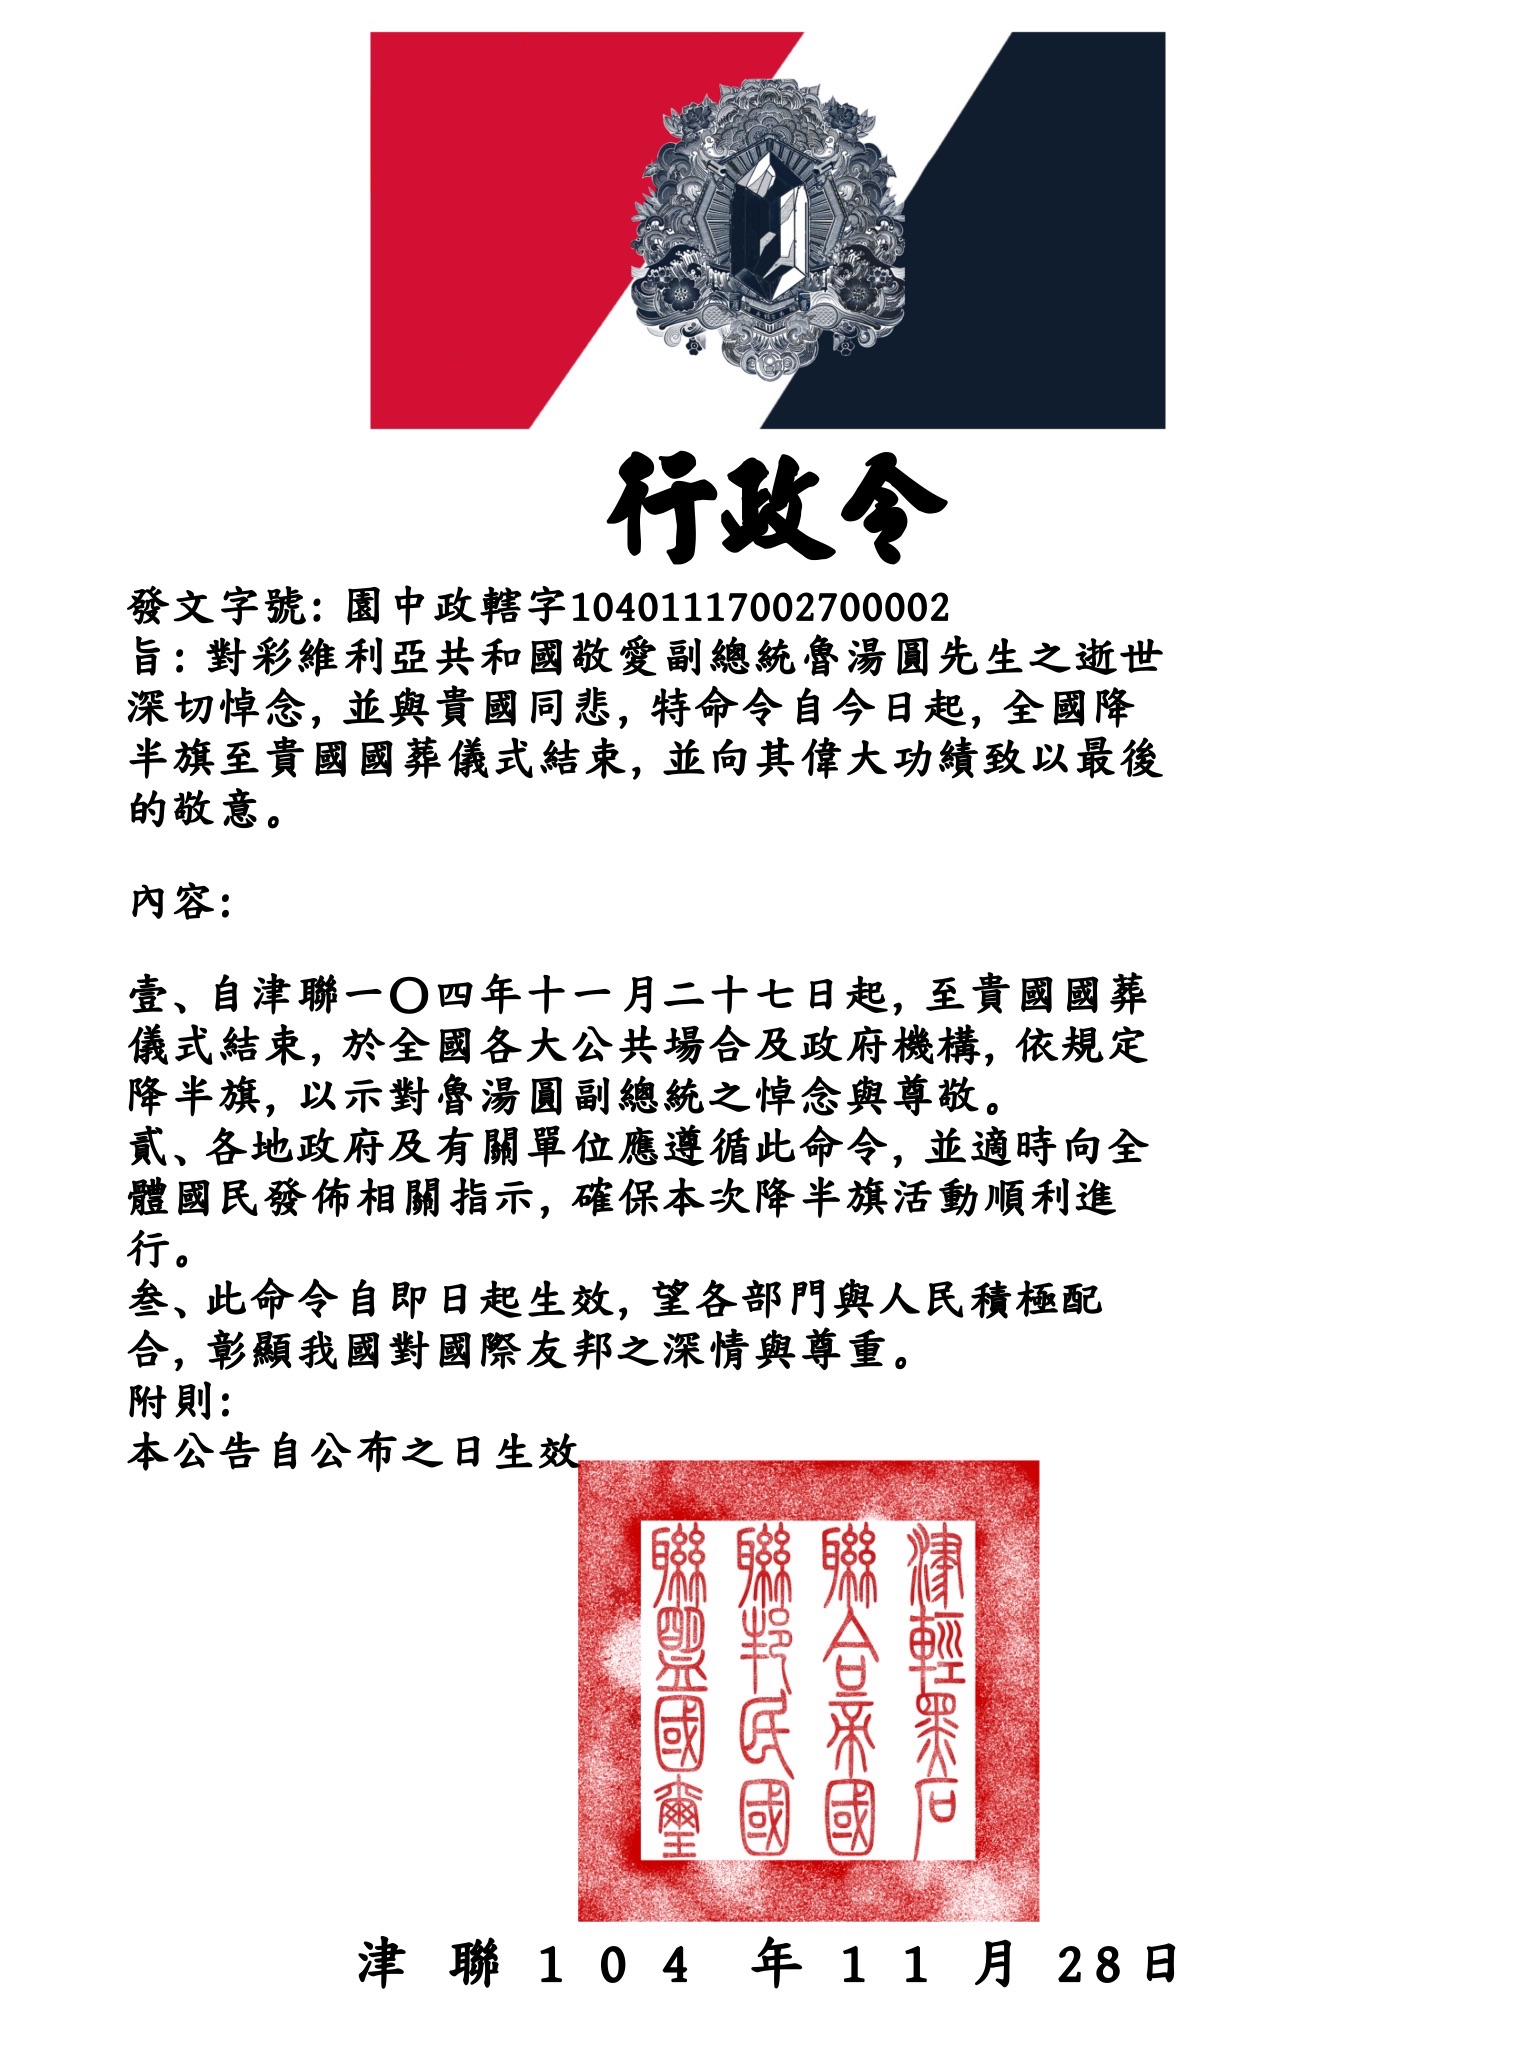 行政令
發文字號：園中政轄字104011117002700002
旨：對彩維利亞共和國敬愛副總統魯湯圓先生之逝世
深切悼念，並與貴國同悲，特命令自今日起，全國降
半旗至貴國國葬儀式結束，並向其偉大功績致以最後
的敬意。
內容：
壹、自津聯一〇四年十一月二十七日起，至貴國國葬
儀式結束，於全國各大公共場合及政府機構，依規定
降半旗，以示對魯湯圓副總統之悼念與尊敬。
貳、各地政府及有關單位應遵循此命令，並適時向全
體國民發佈相關指示，確保本次降半旗活動順利進
行。
叁、此命令自即日起生效，望各部門與人民積極配
合，彰顯我國對國際友邦之深情與尊重。
附則：
本公告自公布之日生效
津輕黑石
聯合帝國
聯邦民國
聯盟國璽
津聯104年11月28日